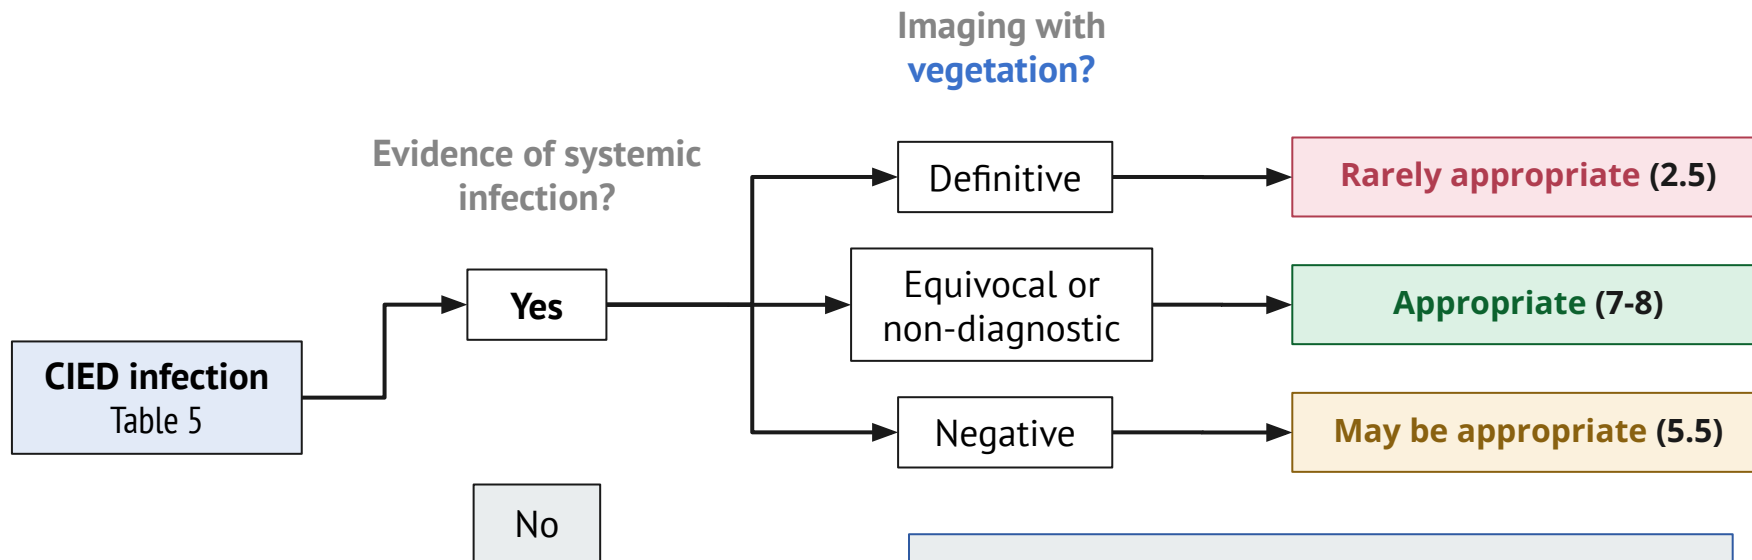 Imaging with
vegetation?
Evidence of systemic
infection?
Definitive
Rarely appropriate (2.5)
Yes
Equivocal or
non-diagnostic
Appropriate (7-8)
CIED infection
Table 5
Negative
May be appropriate (5.5)
No